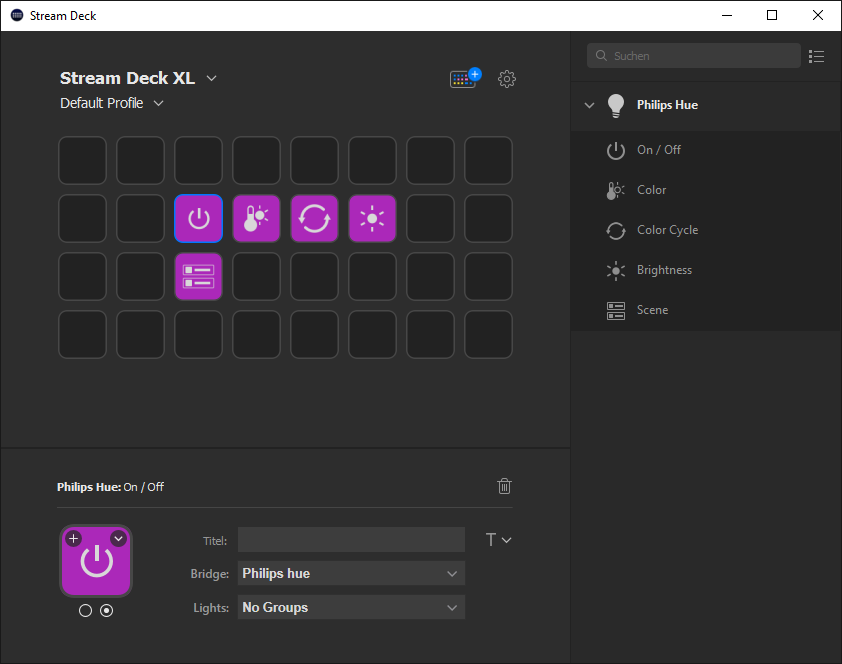 Stream Deck
Stream Deck XL
Default Profile
Suchen
Philips Hue
On / Off
Color
Color Cycle
Brightness
Scene
Philips Hue: On / Off
Titel:
T
Bridge: Philips hue
Lights: No Groups